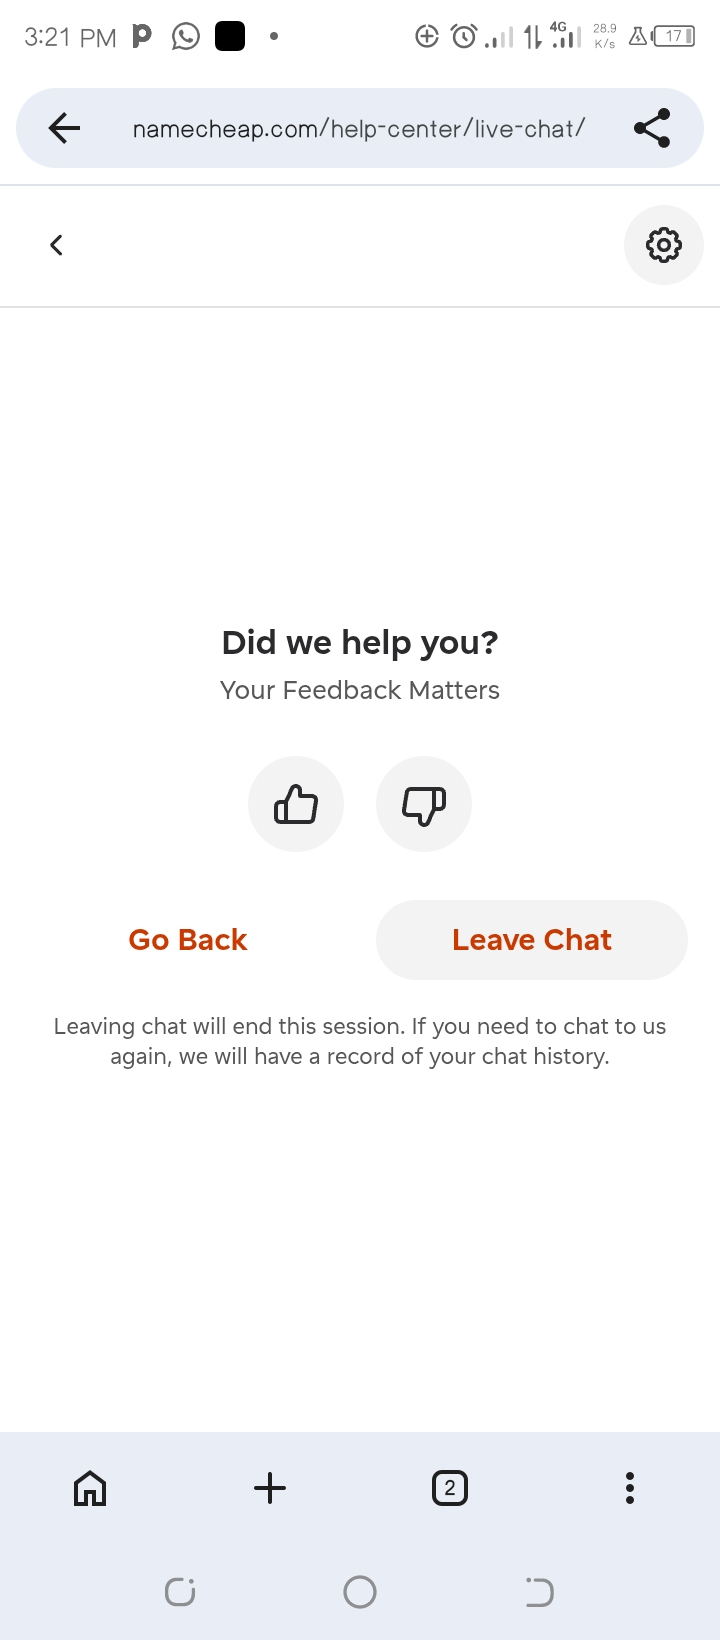 3:21 PM
4G
28.9
K/s
17
namecheap.com/help-center/live-chat/
Did we help you?
Your Feedback Matters
Go Back
Leave Chat
Leaving chat will end this session. If you need to chat to us
again, we will have a record of your chat history.
2